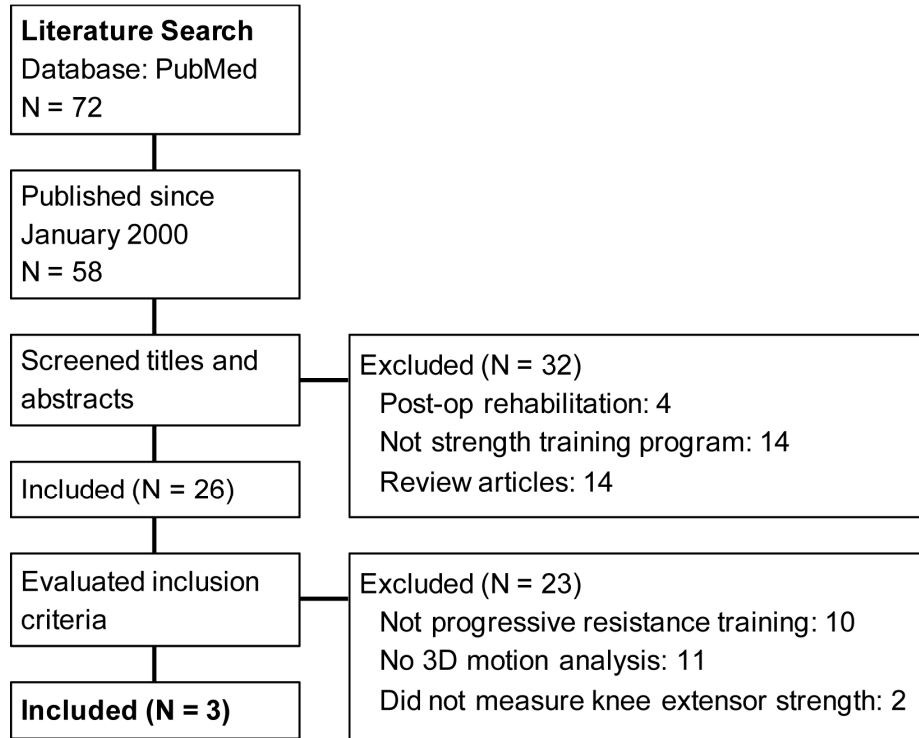 Literature Search
Database: PubMed
N = 72
Published since
January 2000
N = 58
Screened titles and
abstracts
Excluded (N = 32)
Post-op rehabilitation: 4
Not strength training program: 14
Review articles: 14
Included (N = 26)
Evaluated inclusion
criteria
Excluded (N = 23)
Not progressive resistance training: 10
No 3D motion analysis: 11
Did not measure knee extensor strength: 2
Included (N = 3)